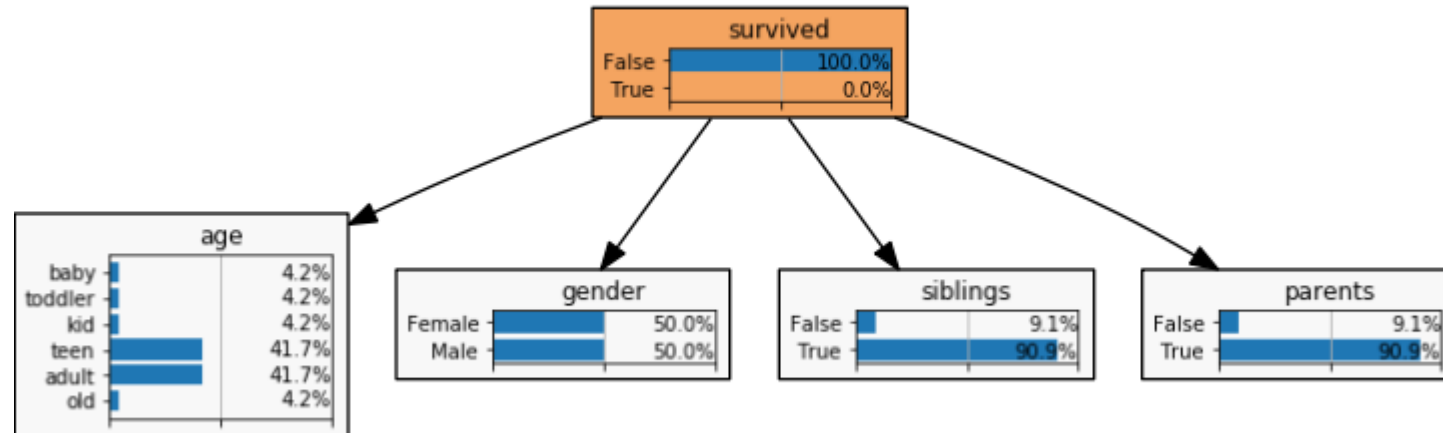 survived
False 100.0%
True 0.0%
age
baby 4.2%
toddler 4.2%
kid 4.2%
teen 41.7%
adult 41.7%
old 4.2%
gender
Female 50.0%
Male 50.0%
siblings
False 9.1%
True 90.9%
parents
False 9.1%
True 90.9%